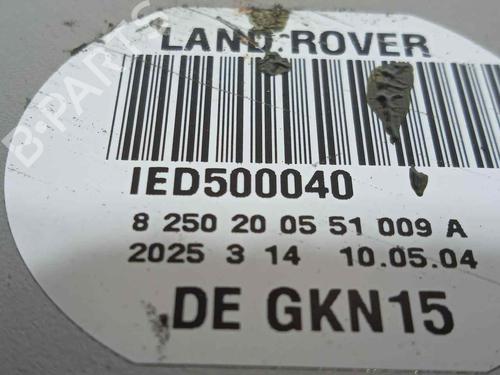 LAND ROVER
IED500040
8 250 20 05 51 009 A
2025 3 14 10.05.04
DE GKN15
B-PARTS